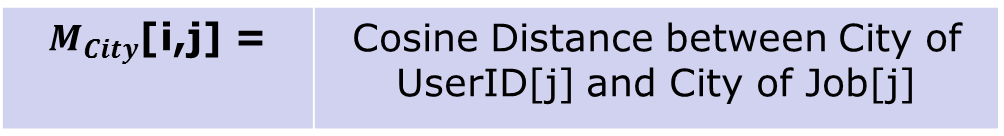 M_City[i,j] =
Cosine Distance between City of
UserID[j] and City of Job[j]